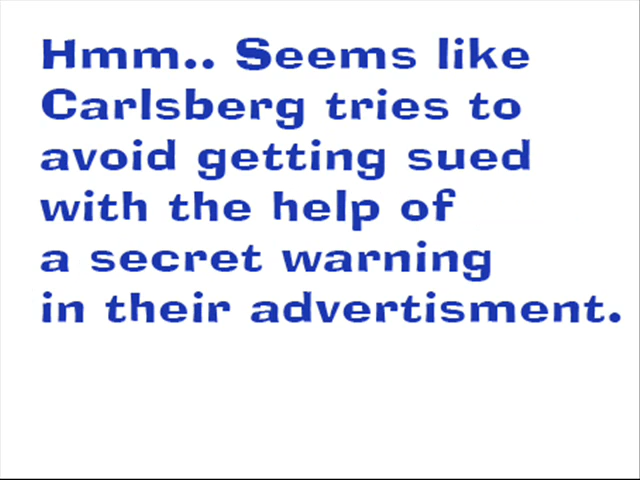 Hmm.. Seems like
Carlsberg tries to
avoid getting sued
with the help of
a secret warning
in their advertisment.